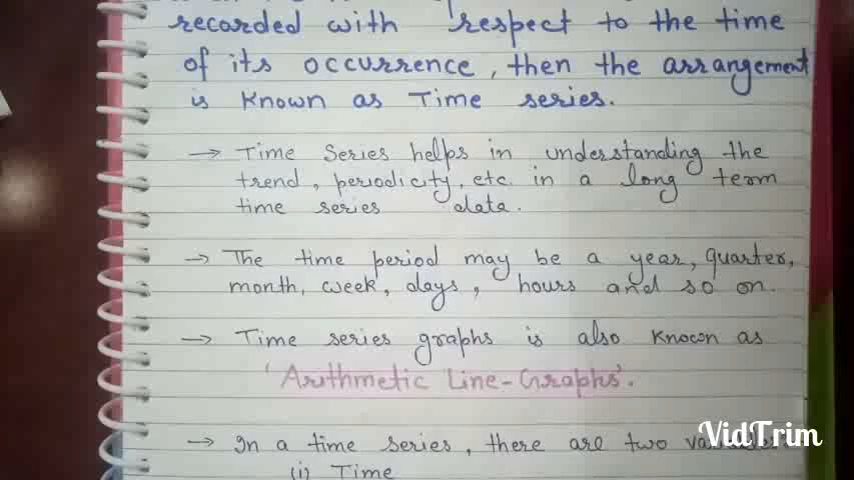 recorded with respect to the time
of its occurrence, then the arrangement
is known as Time series.
→ Time Series helps in understanding the
trend, periodicity, etc. in a long term
time series data.
→ The time period may be a year, quarter,
month, week, days, hours and so on.
→ Time series graphs is also known as
'Arithmetic Line-Graphs'.
→ In a time series, there are two
(i) Time
VidTrim